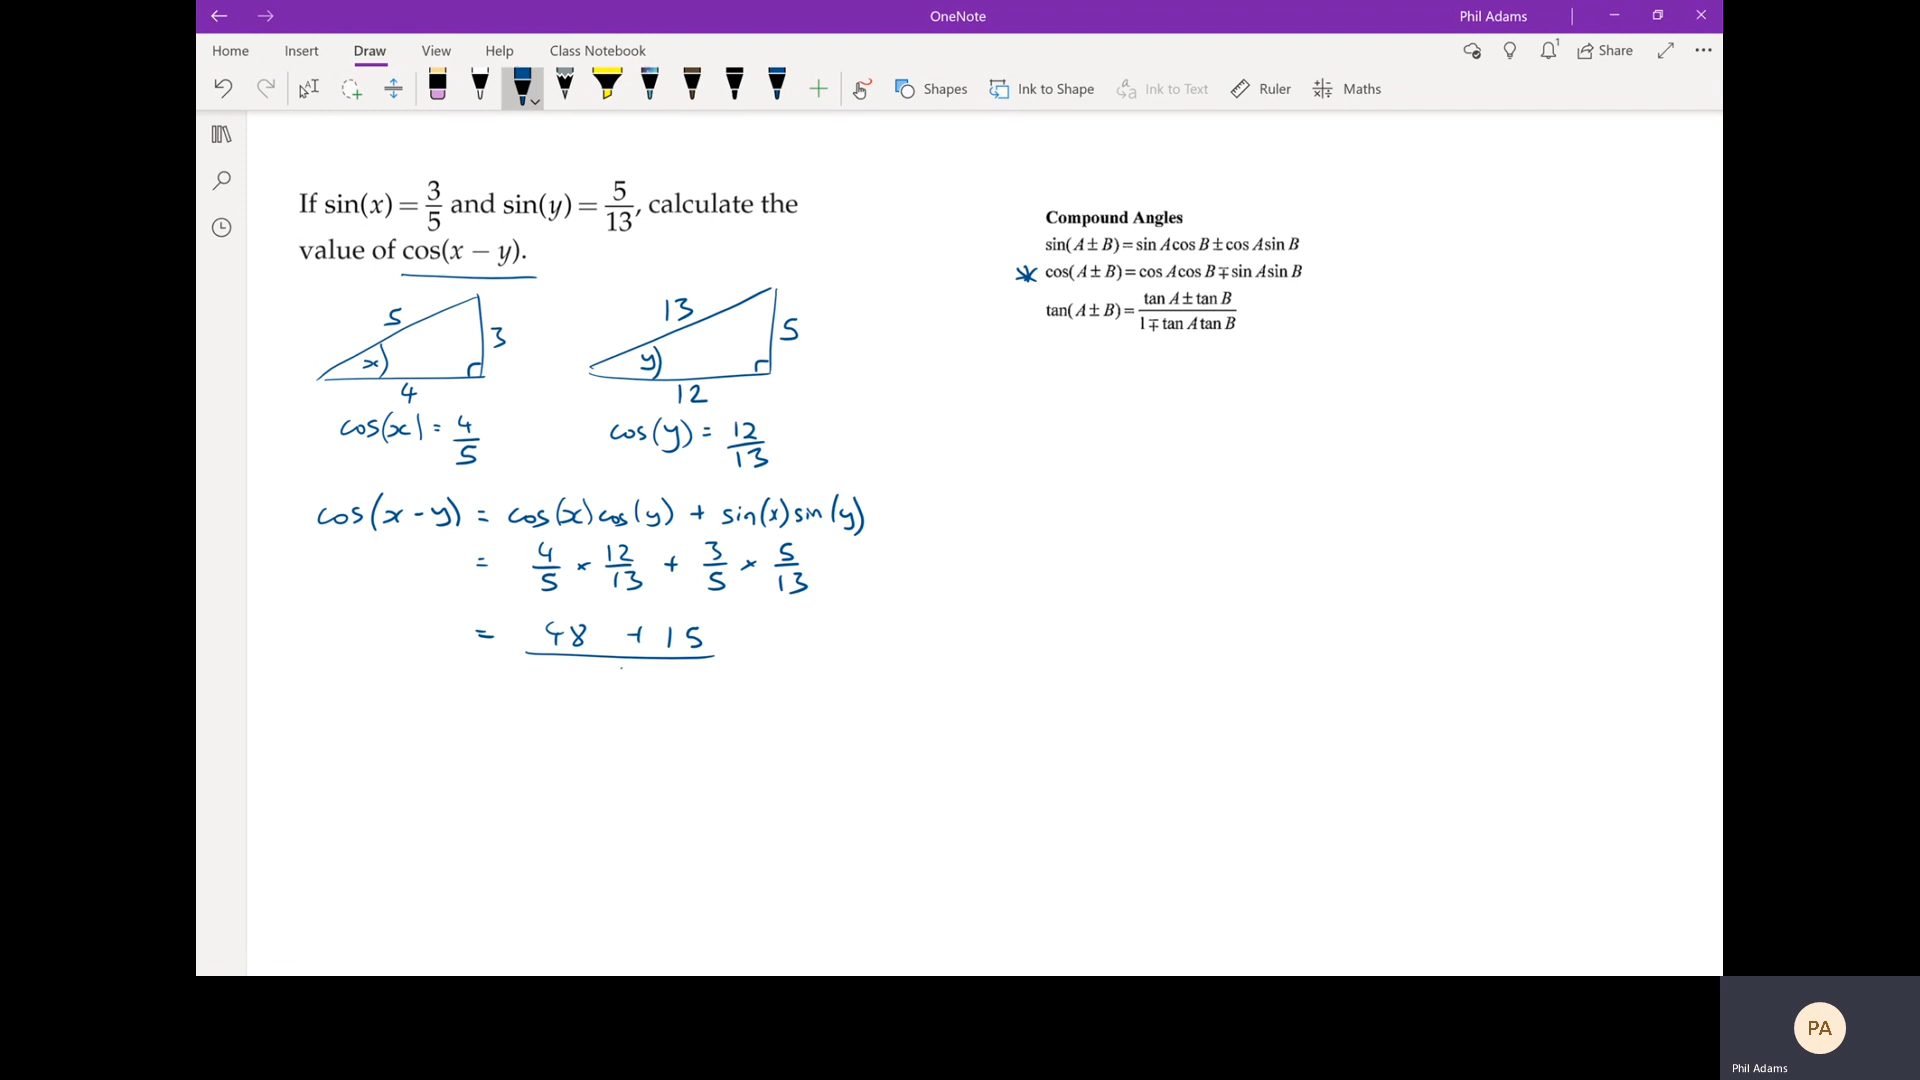 OneNote
Phil Adams
Home Insert Draw View Help Class Notebook
1 Share
Shapes Ink to Shape Ink to Text Ruler Maths
If sin(x) = 3/5 and sin(y) = 5/13, calculate the
value of cos(x − y).
Compound Angles
sin(A ± B) = sin A cos B ± cos A sin B
* cos(A ± B) = cos A cos B ∓ sin A sin B
tan(A ± B) = (tan A ± tan B)/(1 ∓ tan A tan B)
5
3
x
4
13
5
y
12
cos(x) = 4/5
cos(y) = 12/13
cos(x - y) = cos(x) cos(y) + sin(x) sin(y)
= 4/5 × 12/13 + 3/5 × 5/13
= 48 + 15
PA
Phil Adams